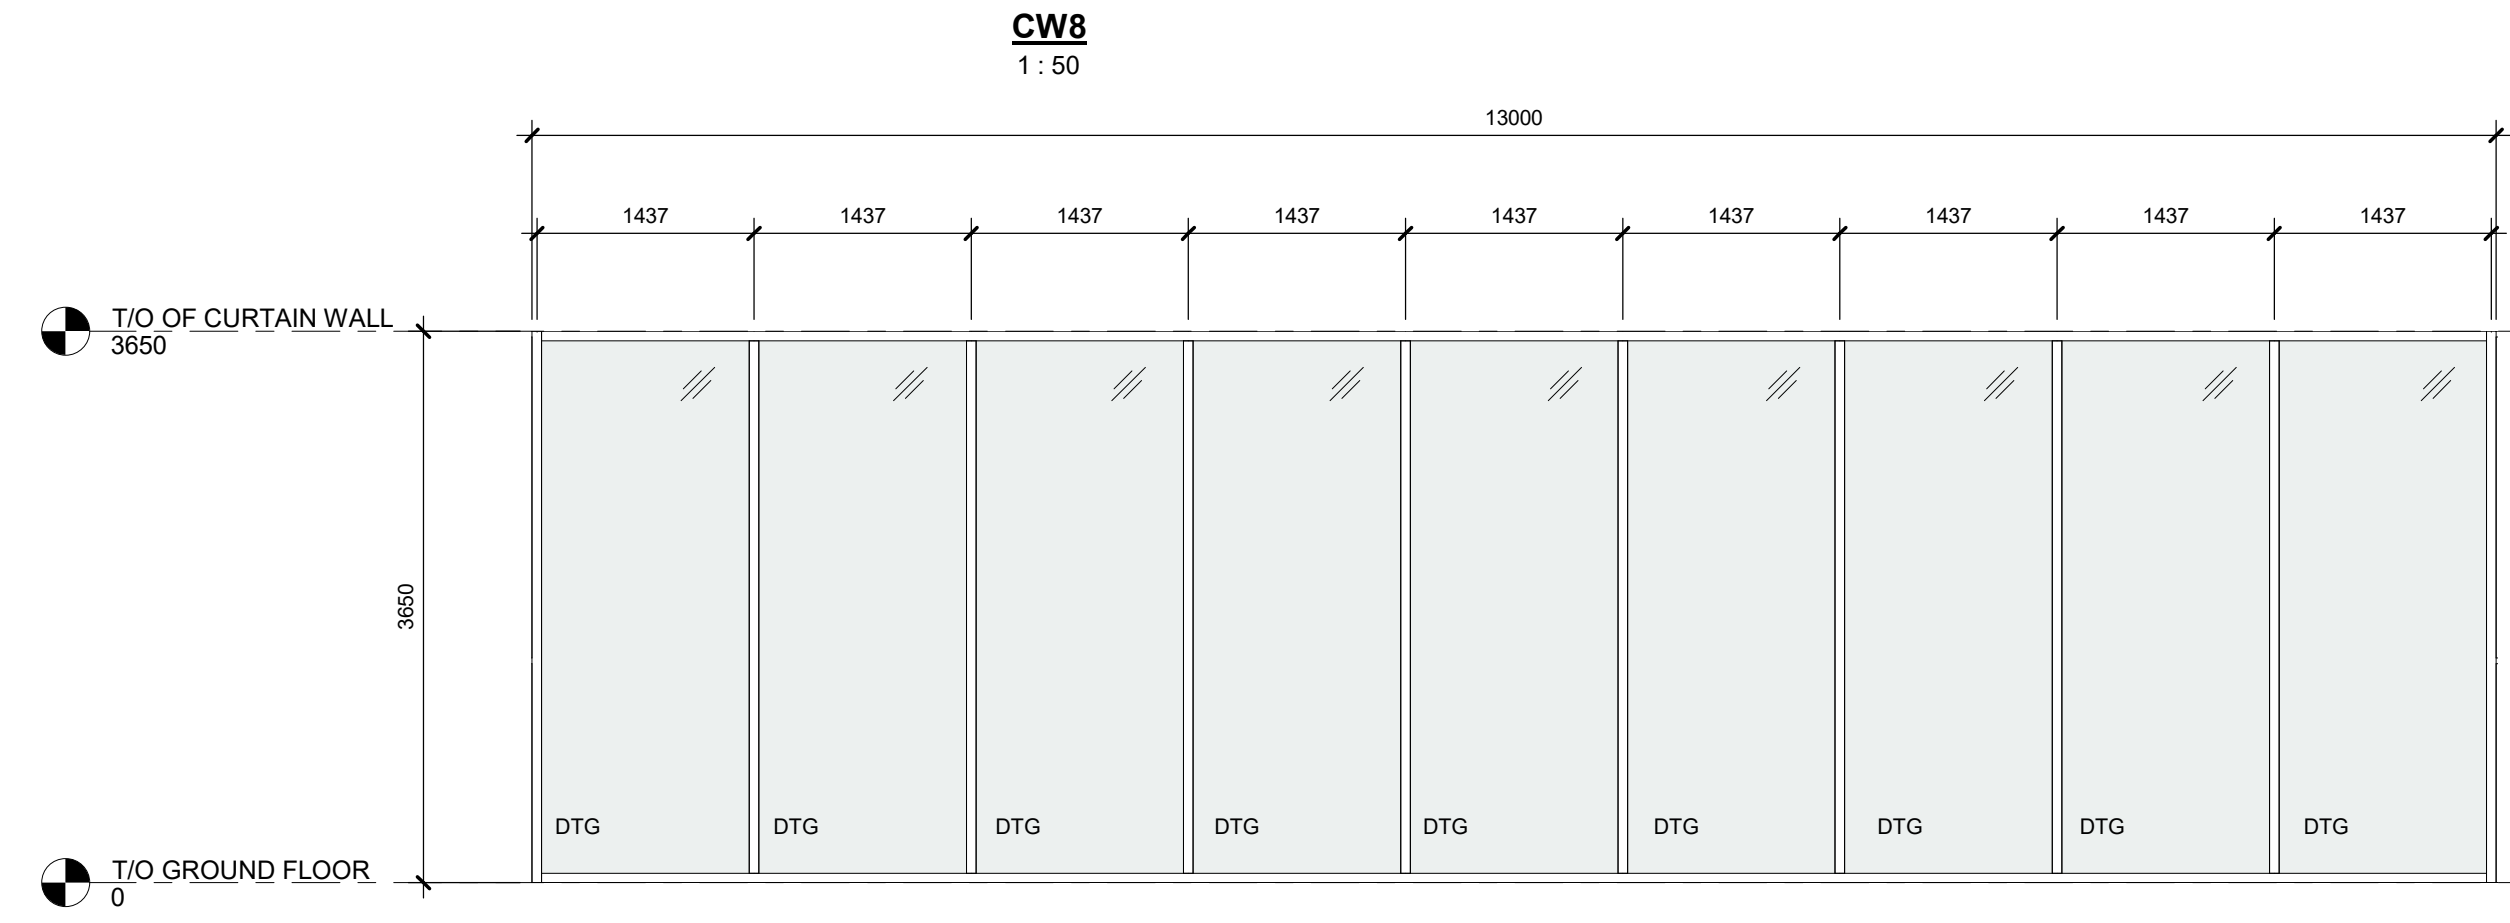 CW8
1 : 50
13000
1437 1437 1437 1437 1437 1437 1437 1437 1437
T/O OF CURTAIN WALL
3650
3650
DTG DTG DTG DTG DTG DTG DTG DTG DTG
T/O GROUND FLOOR
0